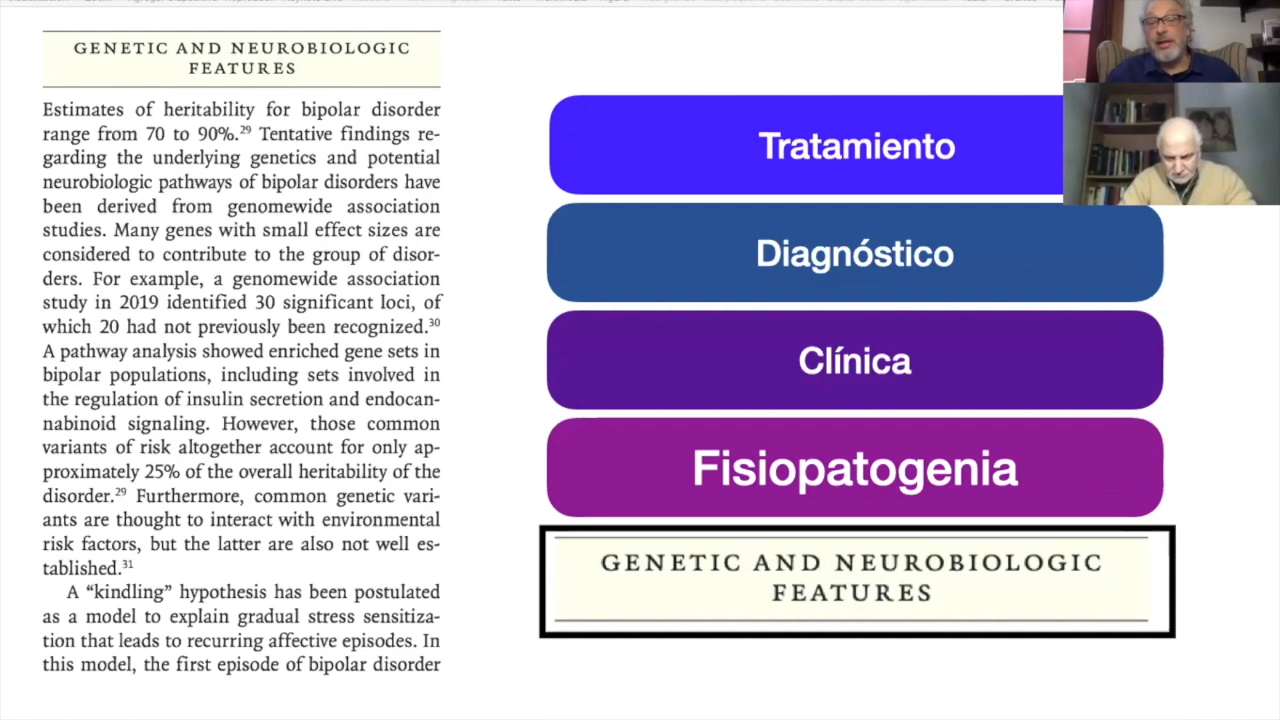 GENETIC AND NEUROBIOLOGIC
FEATURES
Estimates of heritability for bipolar disorder
range from 70 to 90%.29 Tentative findings re-
garding the underlying genetics and potential
neurobiologic pathways of bipolar disorders have
been derived from genomewide association
studies. Many genes with small effect sizes are
considered to contribute to the group of disor-
ders. For example, a genomewide association
study in 2019 identified 30 significant loci, of
which 20 had not previously been recognized.30
A pathway analysis showed enriched gene sets in
bipolar populations, including sets involved in
the regulation of insulin secretion and endocan-
nabinoid signaling. However, those common
variants of risk altogether account for only ap-
proximately 25% of the overall heritability of the
disorder.29 Furthermore, common genetic vari-
ants are thought to interact with environmental
risk factors, but the latter are also not well es-
tablished.31
A “kindling” hypothesis has been postulated
as a model to explain gradual stress sensitiza-
tion that leads to recurring affective episodes. In
this model, the first episode of bipolar disorder
Tratamiento
Diagnóstico
Clínica
Fisiopatogenia
GENETIC AND NEUROBIOLOGIC
FEATURES